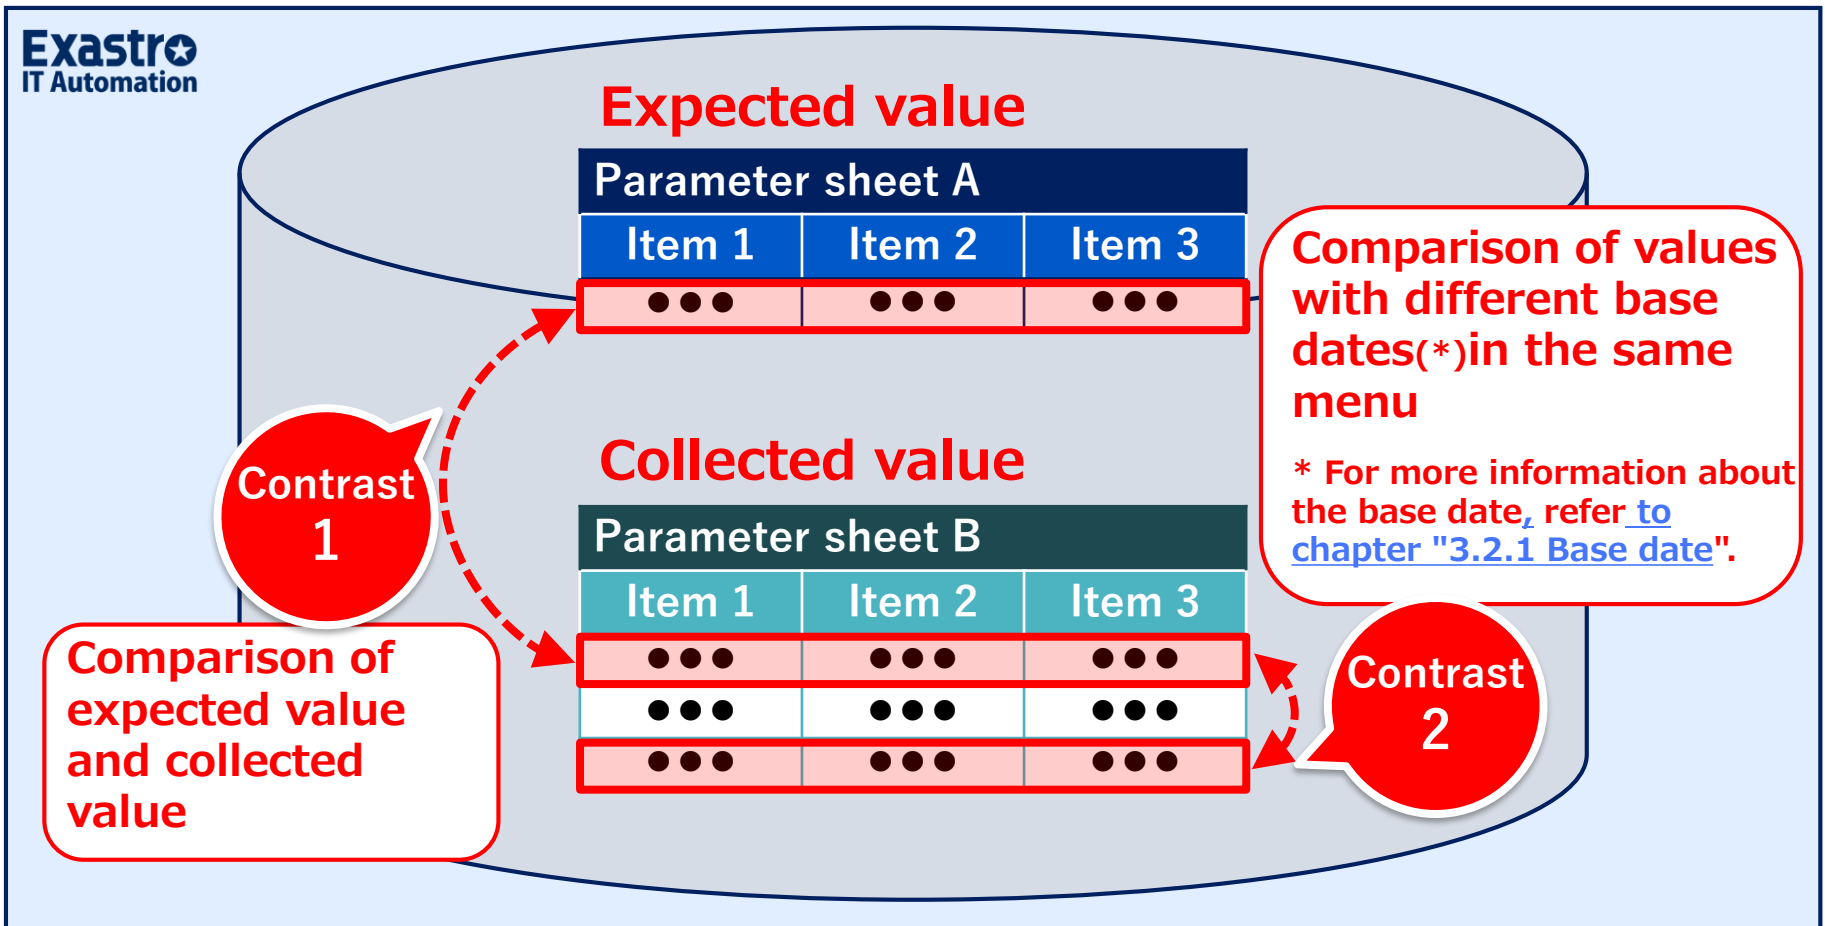 Exastro
IT Automation
Expected value
Parameter sheet A
Item 1 Item 2 Item 3
●●● ●●● ●●●
Comparison of values
with different base
dates(*)in the same
menu
* For more information about
the base date, refer to
chapter "3.2.1 Base date".
Contrast
1
Collected value
Parameter sheet B
Item 1 Item 2 Item 3
●●● ●●● ●●●
●●● ●●● ●●●
●●● ●●● ●●●
Comparison of
expected value
and collected
value
Contrast
2